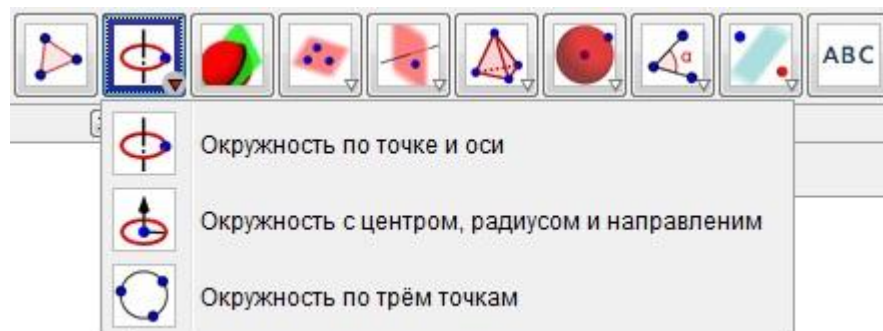 α
ABC
Окружность по точке и оси
Окружность с центром, радиусом и направленим
Окружность по трём точкам